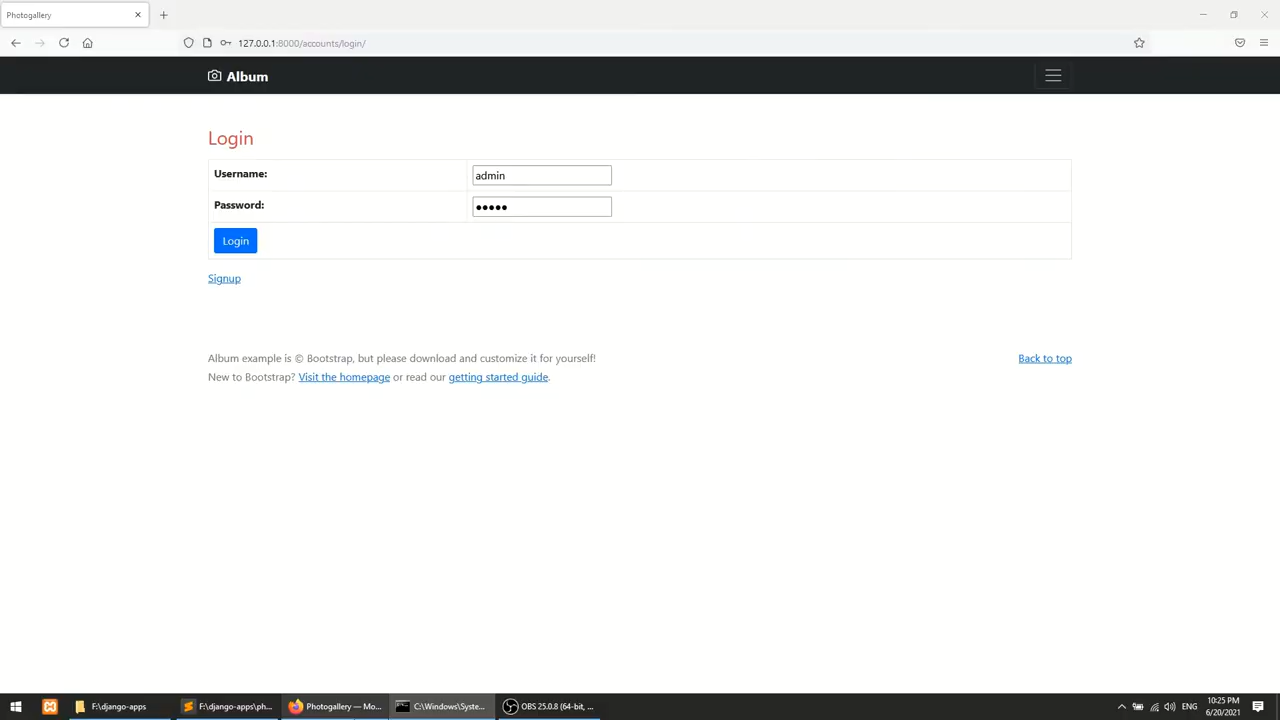 Photogallery
127.0.0.1:8000/accounts/login/
Album
Login
Username:
admin
Password:
Login
Signup
Album example is © Bootstrap, but please download and customize it for yourself!
Back to top
New to Bootstrap? Visit the homepage or read our getting started guide.
F:\django-apps
F:\django-apps\ph...
Photogallery — Mo...
C:\Windows\Syste...
OBS 25.0.8 (64-bit, ...
ENG
10:25 PM
6/20/2021